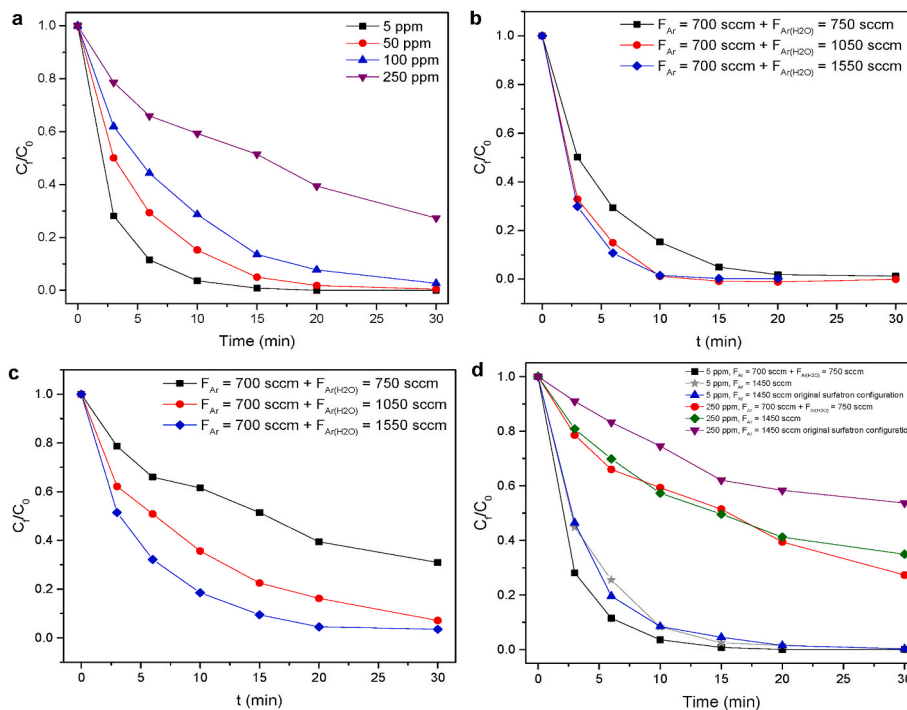 a
5 ppm
50 ppm
100 ppm
250 ppm
1.0
0.8
0.6
0.4
0.2
0.0
Cf/C0
0 5 10 15 20 25 30
Time (min)
b
FAr = 700 sccm + FAr(H2O) = 750 sccm
FAr = 700 sccm + FAr(H2O) = 1050 sccm
FAr = 700 sccm + FAr(H2O) = 1550 sccm
1.0
0.8
0.6
0.4
0.2
0.0
Cf/C0
0 5 10 15 20 25 30
t (min)
c
FAr = 700 sccm + FAr(H2O) = 750 sccm
FAr = 700 sccm + FAr(H2O) = 1050 sccm
FAr = 700 sccm + FAr(H2O) = 1550 sccm
1.0
0.8
0.6
0.4
0.2
0.0
Cf/C0
0 5 10 15 20 25 30
t (min)
d
5 ppm, FAr = 700 sccm + FAr(H2O) = 750 sccm
5 ppm, FAr = 1450 sccm
5 ppm, FAr = 1450 sccm original surfatron configuration
250 ppm, FAr = 700 sccm + FAr(H2O) = 750 sccm
250 ppm, FAr = 1450 sccm
250 ppm, FAr = 1450 sccm original surfatron configuration
1.0
0.8
0.6
0.4
0.2
0.0
Cf/C0
0 5 10 15 20 25 30
Time (min)